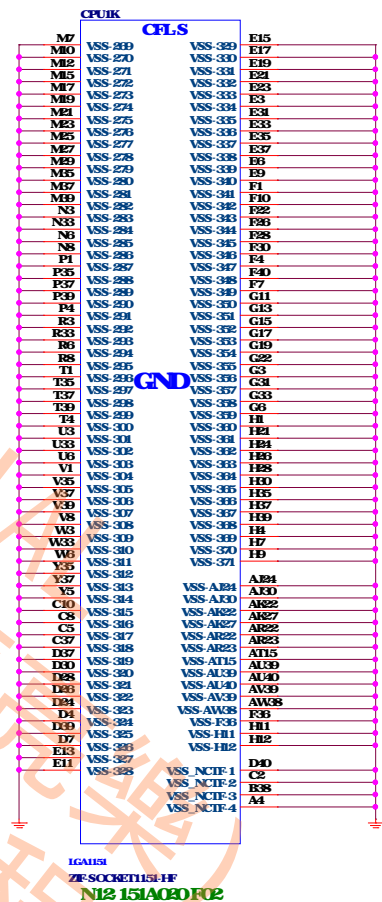 CPU1K
CFL S
M7 VSS-269 VSS-329 E15
M10 VSS-270 VSS-330 E17
M12 VSS-271 VSS-331 E19
M15 VSS-272 VSS-332 E21
M17 VSS-273 VSS-333 E23
M19 VSS-274 VSS-334 E3
M21 VSS-275 VSS-335 E31
M23 VSS-276 VSS-336 E33
M25 VSS-277 VSS-337 E35
M27 VSS-278 VSS-338 E37
M29 VSS-279 VSS-339 E6
M35 VSS-280 VSS-340 E9
M37 VSS-281 VSS-341 F1
M39 VSS-282 VSS-342 F10
N3 VSS-283 VSS-343 F22
N33 VSS-284 VSS-344 F26
N6 VSS-285 VSS-345 F28
N8 VSS-286 VSS-346 F30
P1 VSS-287 VSS-347 F4
P35 VSS-288 VSS-348 F40
P37 VSS-289 VSS-349 F7
P39 VSS-290 VSS-350 G11
P4 VSS-291 VSS-351 G13
R3 VSS-292 VSS-352 G15
R33 VSS-293 VSS-353 G17
R6 VSS-294 VSS-354 G19
R8 VSS-295 VSS-355 G22
T1 VSS-296 VSS-356 G3
GND
T35 VSS-297 VSS-357 G31
T37 VSS-298 VSS-358 G33
T39 VSS-299 VSS-359 G6
T4 VSS-300 VSS-360 H1
U3 VSS-301 VSS-361 H21
U33 VSS-302 VSS-362 H24
U6 VSS-303 VSS-363 H26
V1 VSS-304 VSS-364 H28
V35 VSS-305 VSS-365 H30
V37 VSS-306 VSS-366 H35
V39 VSS-307 VSS-367 H37
V8 VSS-308 VSS-368 H39
W3 VSS-309 VSS-369 H4
W33 VSS-310 VSS-370 H7
W6 VSS-311 VSS-371 H9
Y35 VSS-312
Y37 VSS-313 VSS-AJ24 AJ24
Y5 VSS-314 VSS-AJ30 AJ30
C10 VSS-315 VSS-AK22 AK22
C8 VSS-316 VSS-AK27 AK27
C5 VSS-317 VSS-AR22 AR22
C37 VSS-318 VSS-AR23 AR23
D37 VSS-319 VSS-AT15 AT15
D30 VSS-320 VSS-AU39 AU39
D28 VSS-321 VSS-AU40 AU40
D26 VSS-322 VSS-AV39 AV39
D24 VSS-323 VSS-AW38 AW38
D4 VSS-324 VSS-F36 F36
D39 VSS-325 VSS-H11 H11
D7 VSS-326 VSS-H12 H12
E13 VSS-327
E11 VSS-328 VSS_NCTF-1 D40
VSS_NCTF-2 C2
VSS_NCTF-3 B38
VSS_NCTF-4 A4
LGA1151
ZIF-SOCKET1151-HF
N12-151A020-F02